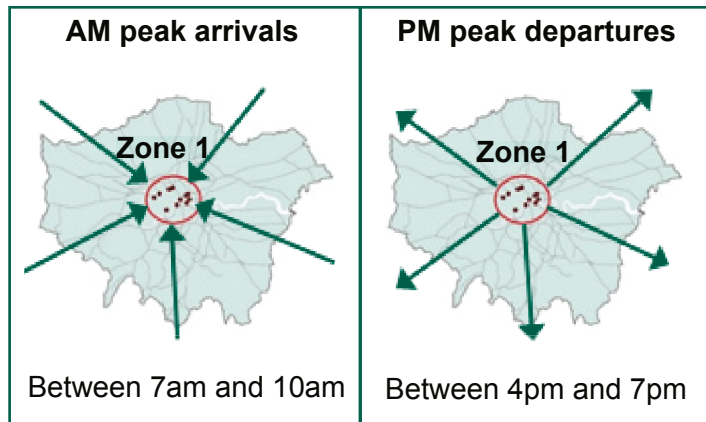 AM peak arrivals
Zone 1
Between 7am and 10am
PM peak departures
Zone 1
Between 4pm and 7pm